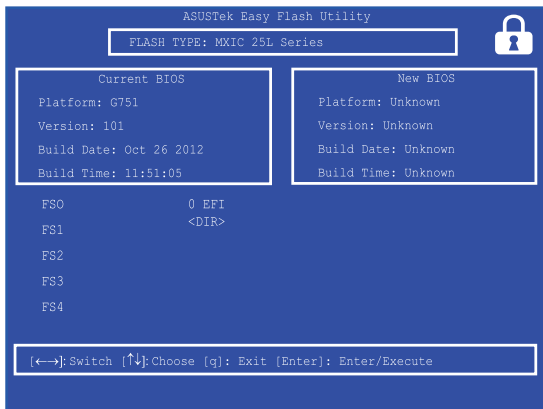 ASUSTek Easy Flash Utility
FLASH TYPE: MXIC 25L Series
Current BIOS
Platform: G751
Version: 101
Build Date: Oct 26 2012
Build Time: 11:51:05
New BIOS
Platform: Unknown
Version: Unknown
Build Date: Unknown
Build Time: Unknown
FSO 0 EFI
FS1 <DIR>
FS2
FS3
FS4
[←→]: Switch [↑↓]: Choose [q]: Exit [Enter]: Enter/Execute